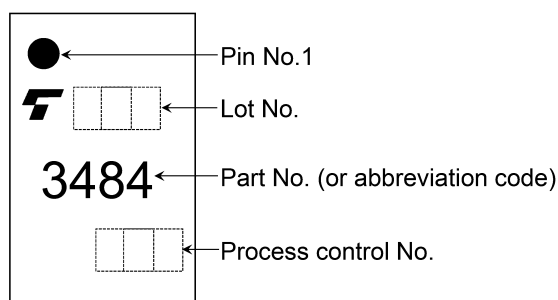 Pin No.1
Lot No.
3484 Part No. (or abbreviation code)
Process control No.